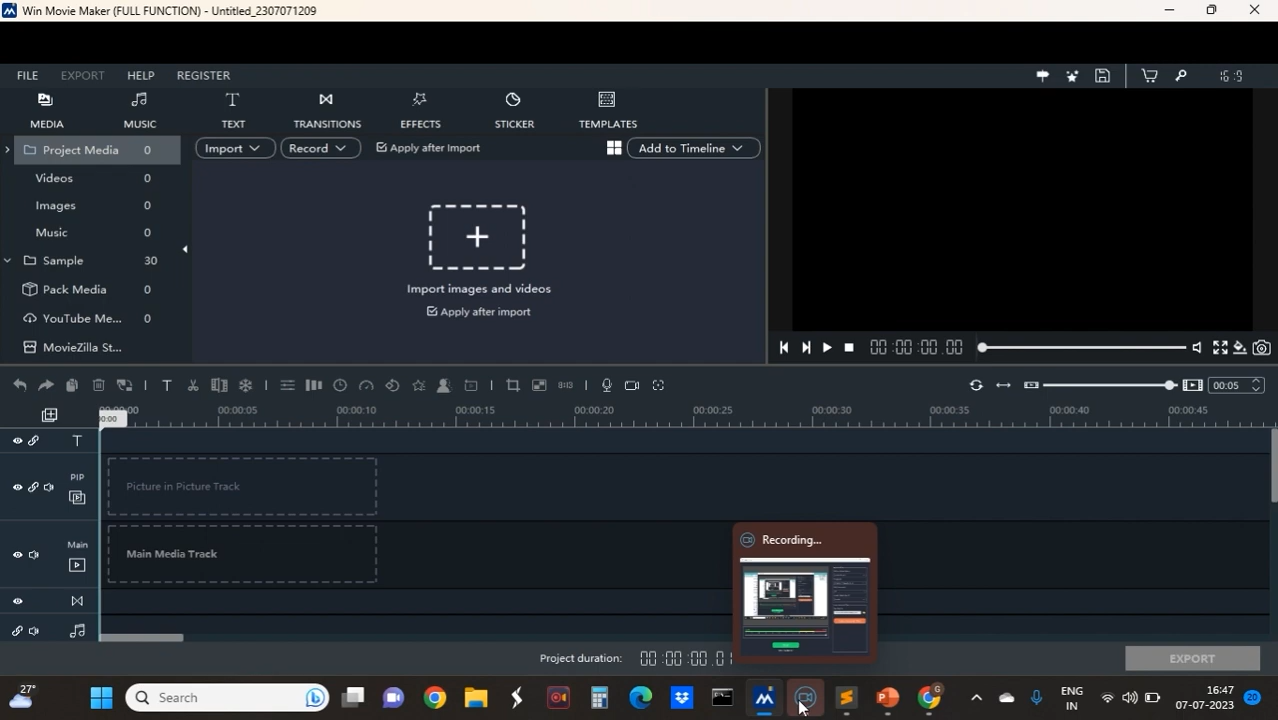 Win Movie Maker (FULL FUNCTION) - Untitled_2307071209
FILE EXPORT HELP REGISTER 16:9
MEDIA MUSIC TEXT TRANSITIONS EFFECTS STICKER TEMPLATES
Project Media 0 Import Record Apply after Import Add to Timeline
Videos 0
Images 0
Music 0
Sample 30
Import images and videos
Pack Media 0
Apply after import
YouTube Me... 0
MovieZilla St...
00:00:00.00
00:05
00:00:05 00:00:10 00:00:15 00:00:20 00:00:25 00:00:30 00:00:35 00:00:40 00:00:45
T
PIP
Picture in Picture Track
Main
Main Media Track
Recording...
Project duration:
EXPORT
27°
Search
ENG
IN
16:47
07-07-2023
20